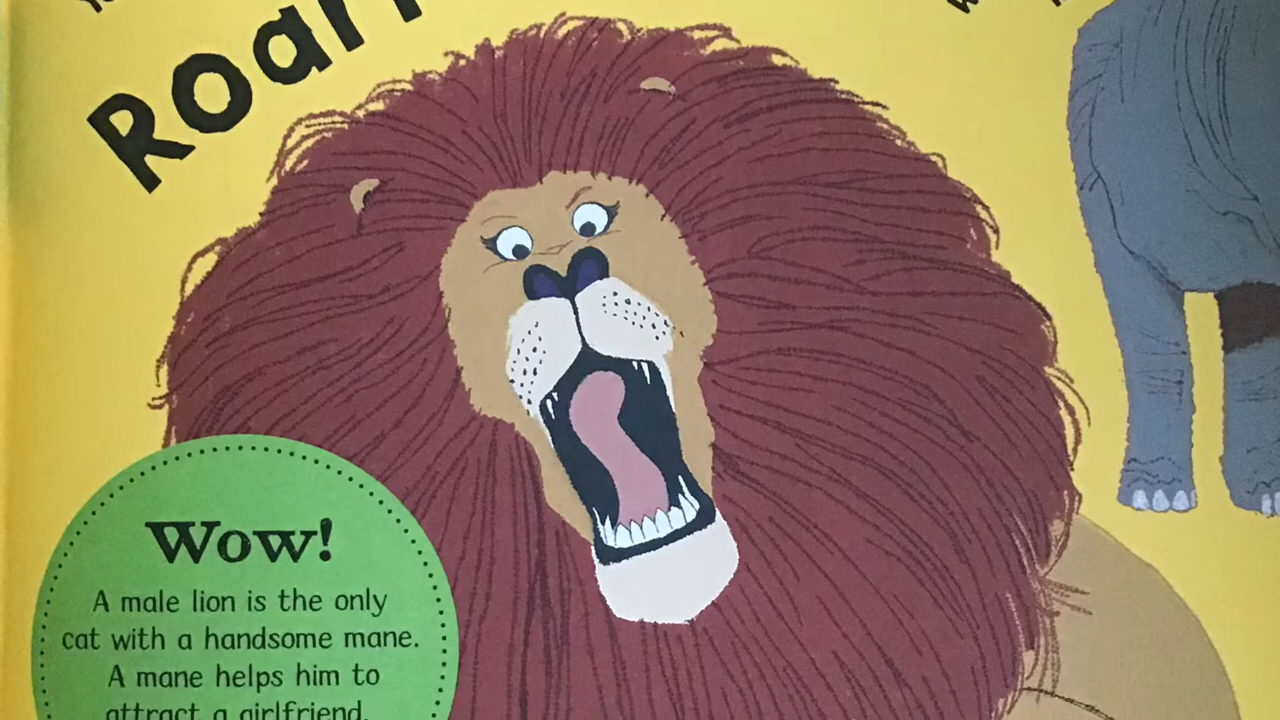 Roar
Wow!
A male lion is the only
cat with a handsome mane.
A mane helps him to
attract a girlfriend.